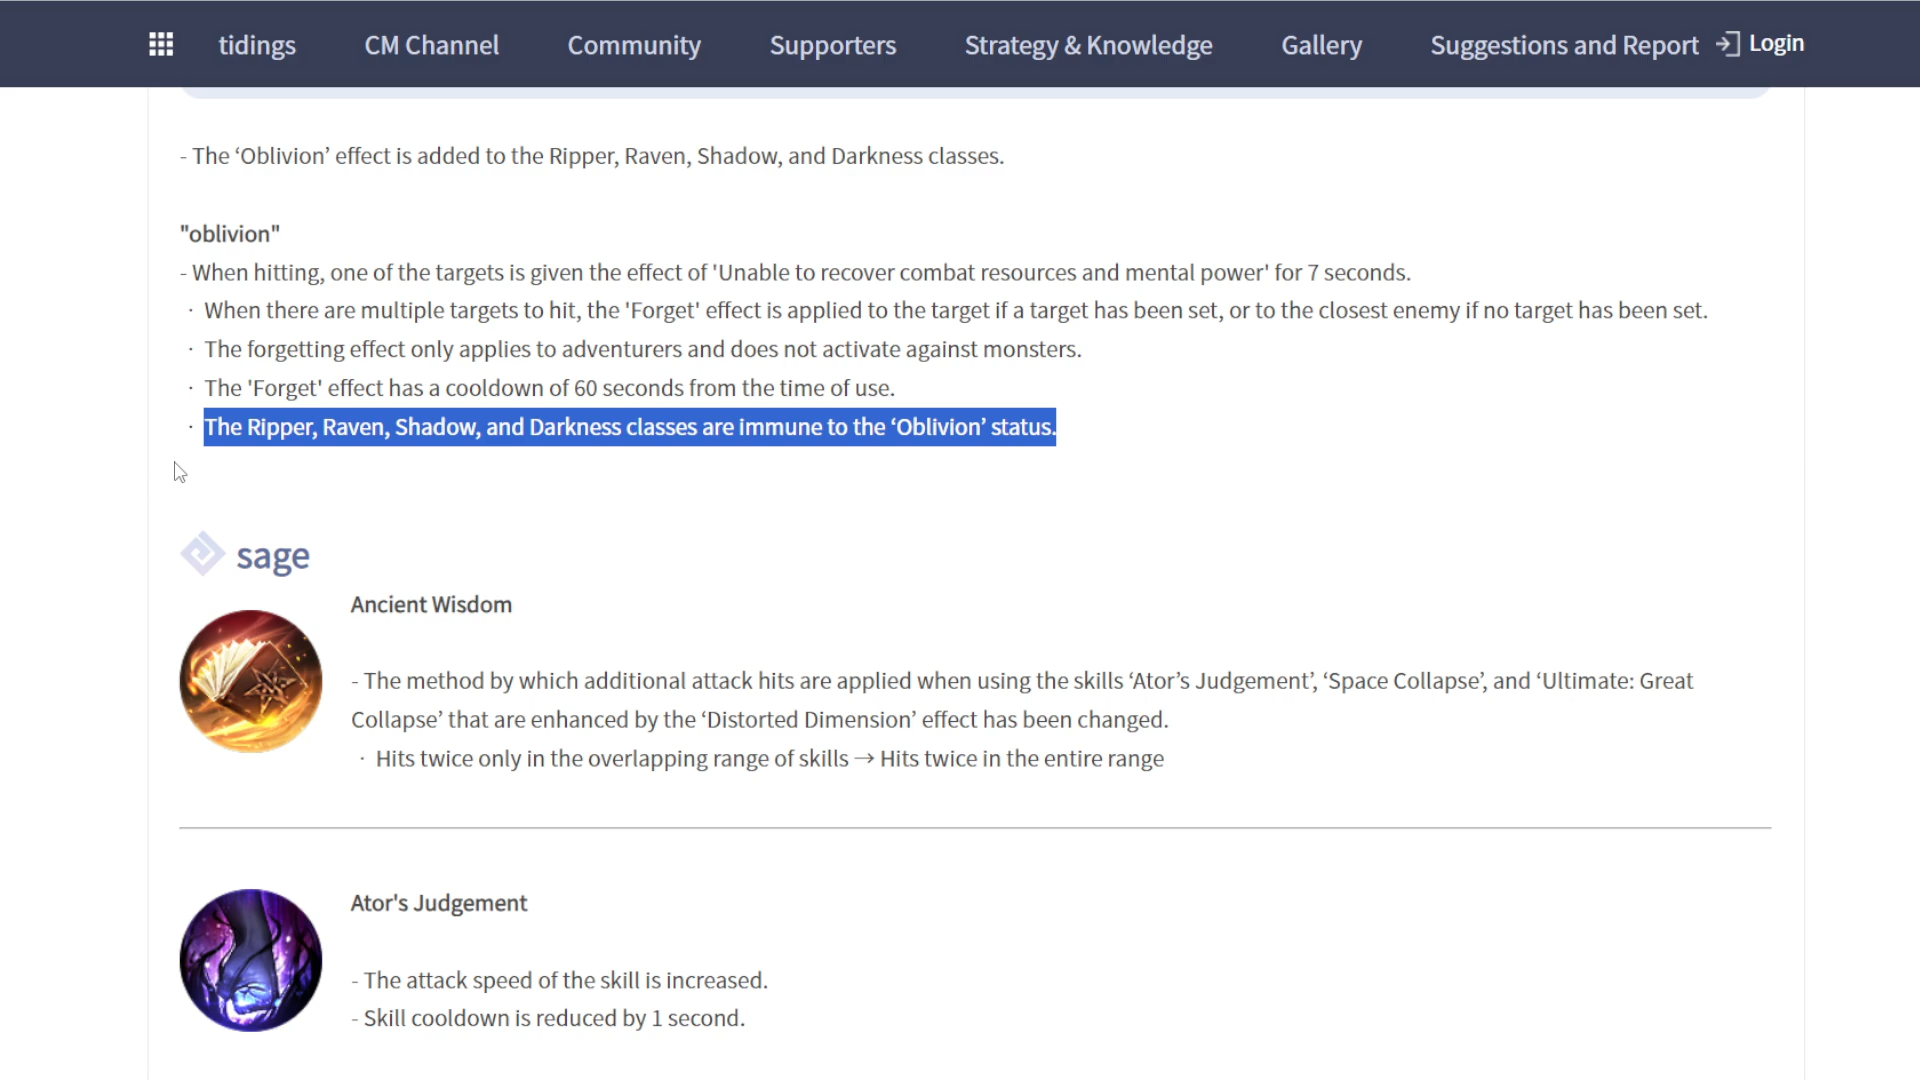 tidings CM Channel Community Supporters Strategy & Knowledge Gallery Suggestions and Report Login
- The ‘Oblivion’ effect is added to the Ripper, Raven, Shadow, and Darkness classes.
"oblivion"
- When hitting, one of the targets is given the effect of 'Unable to recover combat resources and mental power' for 7 seconds.
· When there are multiple targets to hit, the 'Forget' effect is applied to the target if a target has been set, or to the closest enemy if no target has been set.
· The forgetting effect only applies to adventurers and does not activate against monsters.
· The 'Forget' effect has a cooldown of 60 seconds from the time of use.
· The Ripper, Raven, Shadow, and Darkness classes are immune to the ‘Oblivion’ status.
sage
Ancient Wisdom
- The method by which additional attack hits are applied when using the skills ‘Ator’s Judgement’, ‘Space Collapse’, and ‘Ultimate: Great
Collapse’ that are enhanced by the ‘Distorted Dimension’ effect has been changed.
· Hits twice only in the overlapping range of skills → Hits twice in the entire range
Ator's Judgement
- The attack speed of the skill is increased.
- Skill cooldown is reduced by 1 second.